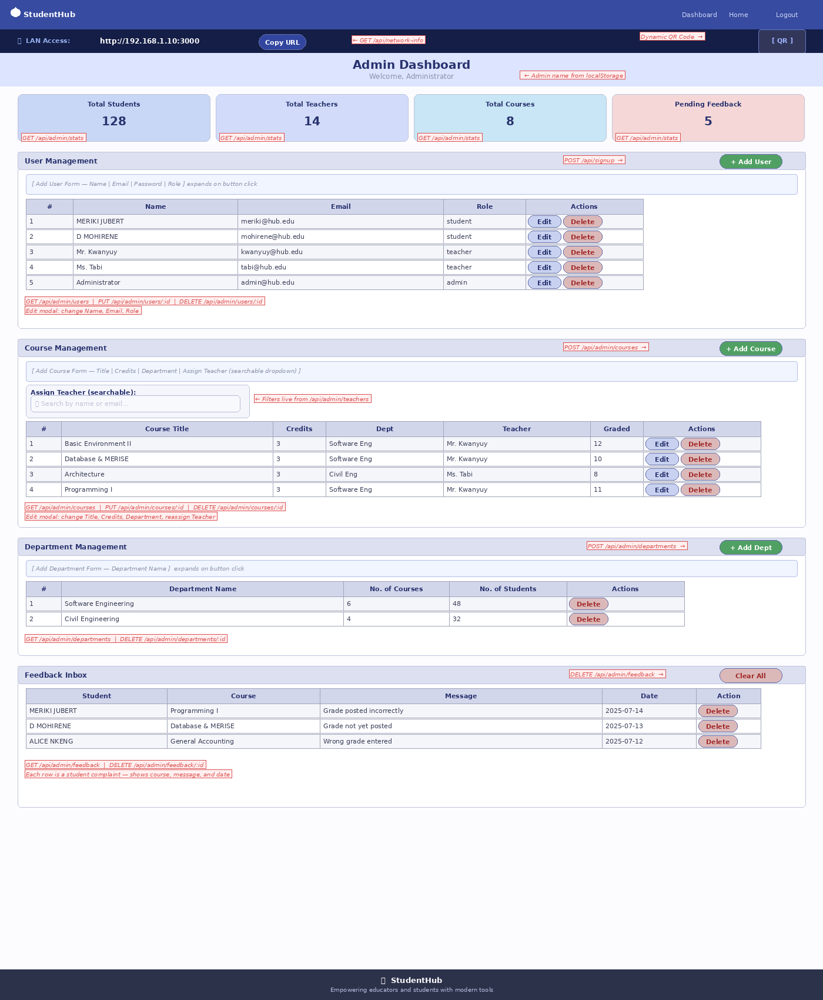 StudentHub Dashboard Home Logout
LAN Access: http://192.168.1.10:3000 Copy URL ← GET /api/network-info Dynamic QR Code → [ QR ]
Admin Dashboard
Welcome, Administrator ← Admin name from localStorage
Total Students Total Teachers Total Courses Pending Feedback
128 14 8 5
GET /api/admin/stats GET /api/admin/stats GET /api/admin/stats GET /api/admin/stats
User Management POST /api/signup → + Add User
[ Add User Form — Name | Email | Password | Role ] expands on button click
# Name Email Role Actions
1 MERIKI JUBERT meriki@hub.edu student Edit Delete
2 D MOHIRENE mohirene@hub.edu student Edit Delete
3 Mr. Kwanyuy kwanyuy@hub.edu teacher Edit Delete
4 Ms. Tabi tabi@hub.edu teacher Edit Delete
5 Administrator admin@hub.edu admin Edit Delete
GET /api/admin/users | PUT /api/admin/users/:id | DELETE /api/admin/users/:id
Edit modal: change Name, Email, Role
Course Management POST /api/admin/courses → + Add Course
[ Add Course Form — Title | Credits | Department | Assign Teacher (searchable dropdown) ]
Assign Teacher (searchable):
Search by name or email... ← Filters live from /api/admin/teachers
# Course Title Credits Dept Teacher Graded Actions
1 Basic Environment II 3 Software Eng Mr. Kwanyuy 12 Edit Delete
2 Database & MERISE 3 Software Eng Mr. Kwanyuy 10 Edit Delete
3 Architecture 3 Civil Eng Ms. Tabi 8 Edit Delete
4 Programming I 3 Software Eng Mr. Kwanyuy 11 Edit Delete
GET /api/admin/courses | PUT /api/admin/courses/:id | DELETE /api/admin/courses/:id
Edit modal: change Title, Credits, Department, reassign Teacher
Department Management POST /api/admin/departments → + Add Dept
[ Add Department Form — Department Name ] expands on button click
# Department Name No. of Courses No. of Students Actions
1 Software Engineering 6 48 Delete
2 Civil Engineering 4 32 Delete
GET /api/admin/departments | DELETE /api/admin/departments/:id
Feedback Inbox DELETE /api/admin/feedback → Clear All
Student Course Message Date Action
MERIKI JUBERT Programming I Grade posted incorrectly 2025-07-14 Delete
D MOHIRENE Database & MERISE Grade not yet posted 2025-07-13 Delete
ALICE NKENG General Accounting Wrong grade entered 2025-07-12 Delete
GET /api/admin/feedback | DELETE /api/admin/feedback/:id
Each row is a student complaint — shows course, message, and date
StudentHub
Empowering educators and students with modern tools